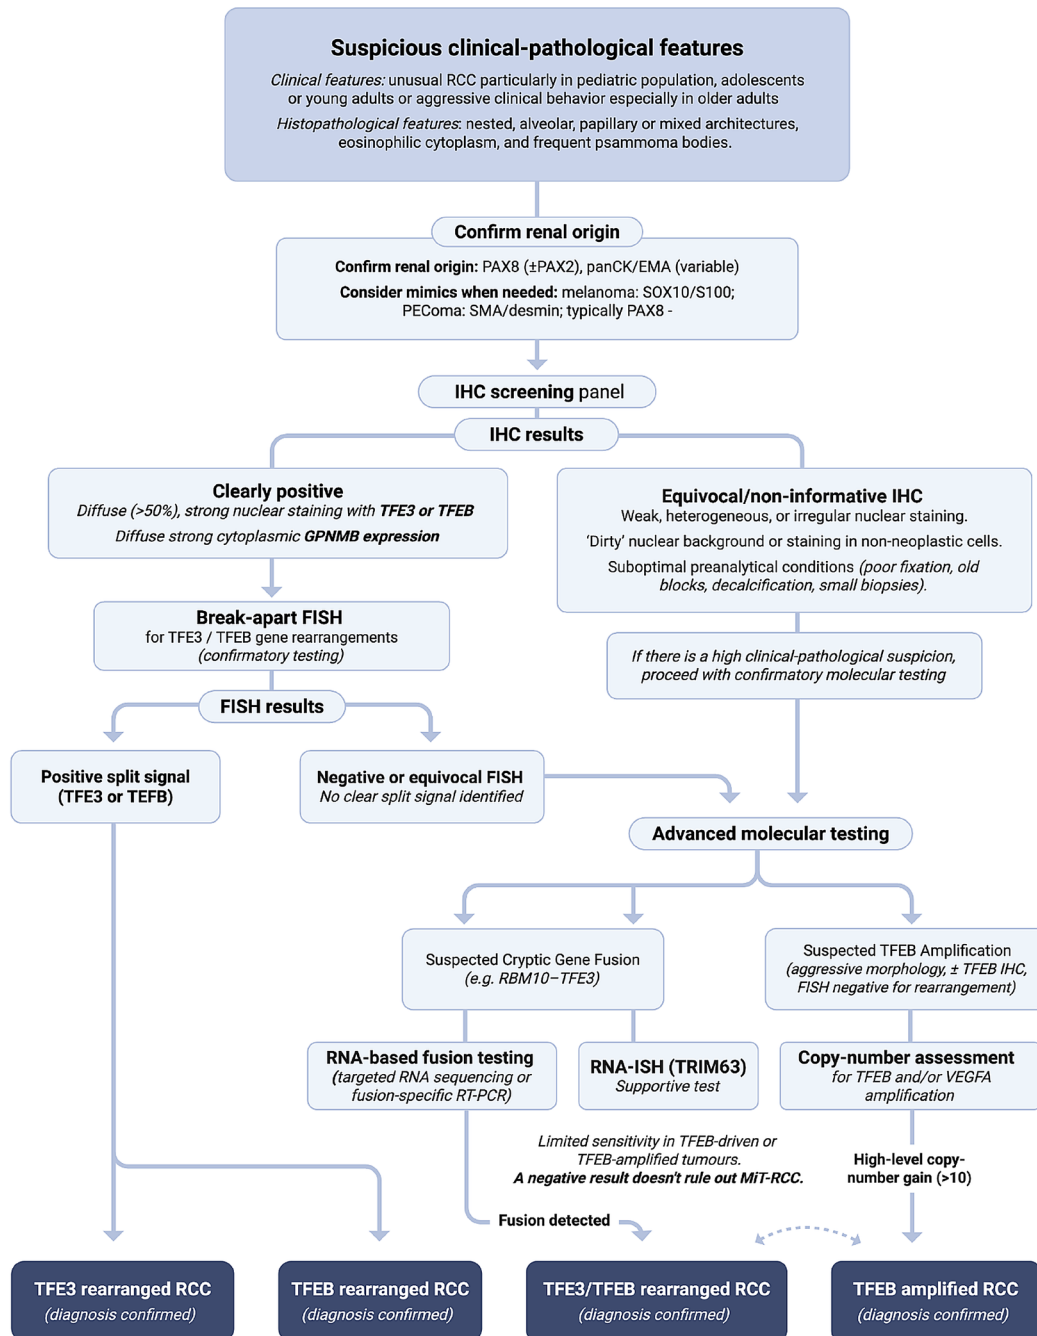 Suspicious clinical-pathological features
Clinical features: unusual RCC particularly in pediatric population, adolescents
or young adults or aggressive clinical behavior especially in older adults
Histopathological features: nested, alveolar, papillary or mixed architectures,
eosinophilic cytoplasm, and frequent psammoma bodies.
Confirm renal origin
Confirm renal origin: PAX8 (±PAX2), panCK/EMA (variable)
Consider mimics when needed: melanoma: SOX10/S100;
PEComa: SMA/desmin; typically PAX8 -
IHC screening panel
IHC results
Clearly positive
Diffuse (>50%), strong nuclear staining with TFE3 or TFEB
Diffuse strong cytoplasmic GPNMB expression
Equivocal/non-informative IHC
Weak, heterogeneous, or irregular nuclear staining.
‘Dirty’ nuclear background or staining in non-neoplastic cells.
Suboptimal preanalytical conditions (poor fixation, old
blocks, decalcification, small biopsies).
Break-apart FISH
for TFE3 / TFEB gene rearrangements
(confirmatory testing)
If there is a high clinical-pathological suspicion,
proceed with confirmatory molecular testing
FISH results
Positive split signal
(TFE3 or TEFB)
Negative or equivocal FISH
No clear split signal identified
Advanced molecular testing
Suspected Cryptic Gene Fusion
(e.g. RBM10–TFE3)
Suspected TFEB Amplification
(aggressive morphology, ± TFEB IHC,
FISH negative for rearrangement)
RNA-based fusion testing
(targeted RNA sequencing or
fusion-specific RT-PCR)
RNA-ISH (TRIM63)
Supportive test
Copy-number assessment
for TFEB and/or VEGFA
amplification
Limited sensitivity in TFEB-driven or
TFEB-amplified tumours.
A negative result doesn't rule out MiT-RCC.
High-level copy-
number gain (>10)
Fusion detected
TFE3 rearranged RCC
(diagnosis confirmed)
TFEB rearranged RCC
(diagnosis confirmed)
TFE3/TFEB rearranged RCC
(diagnosis confirmed)
TFEB amplified RCC
(diagnosis confirmed)